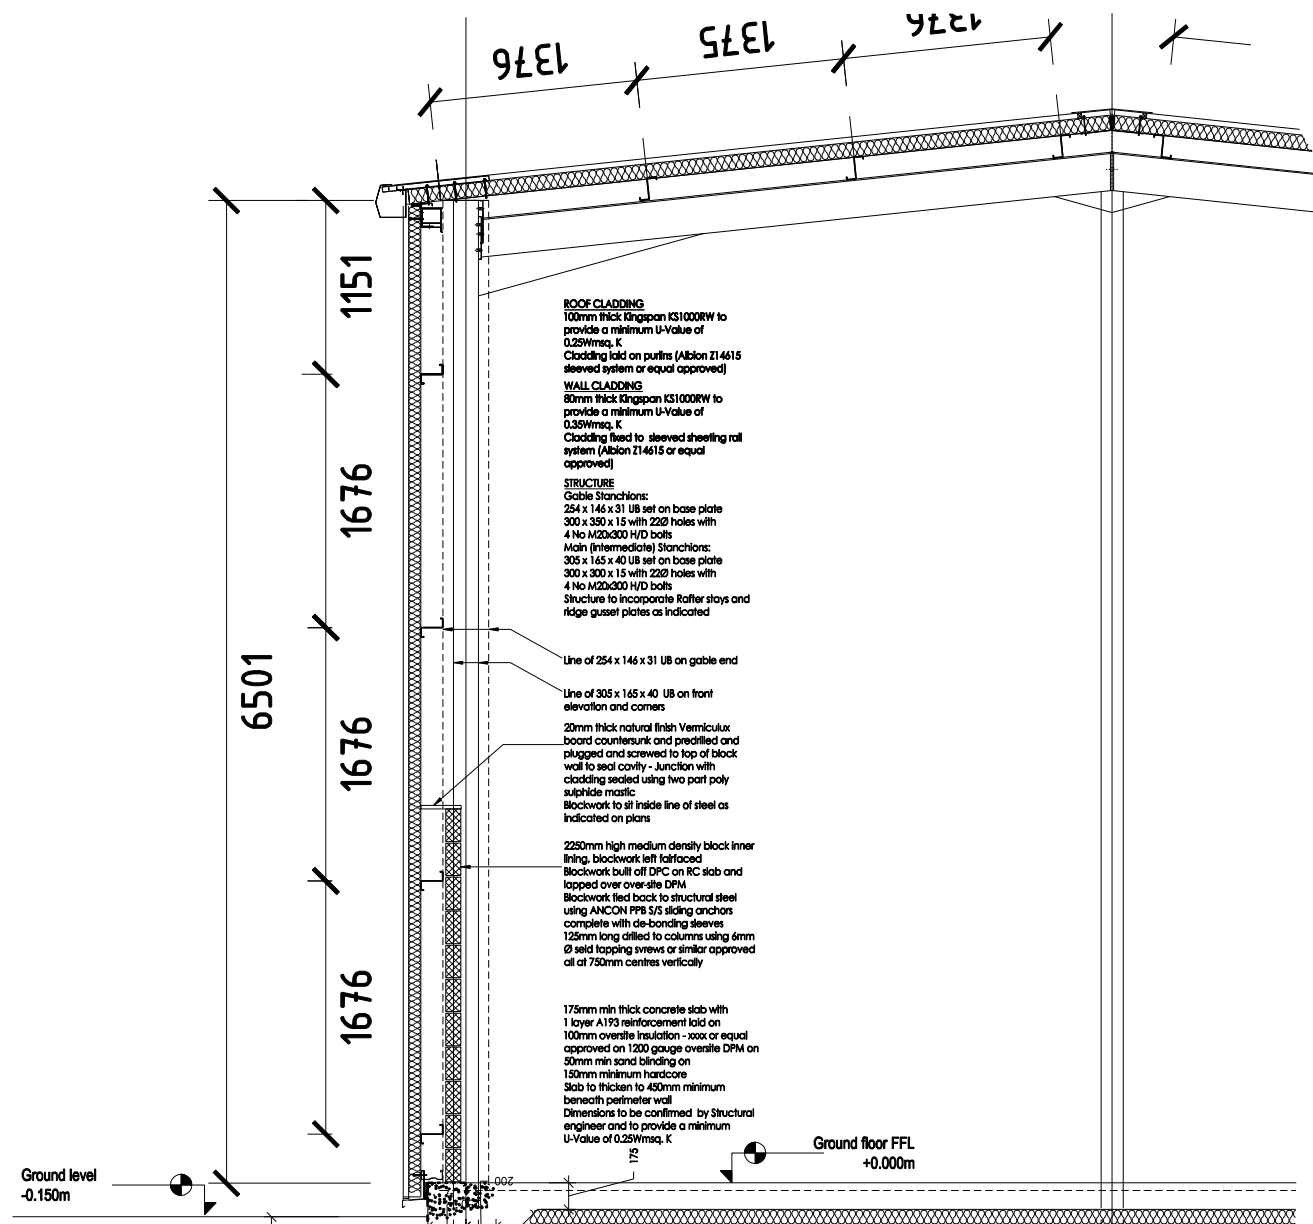 1376
1375
1376
1151
1676
6501
1676
1676
ROOF CLADDING
100mm thick Kingspan KS1000RW to
provide a minimum U-Value of
0.25Wmsq. K
Cladding laid on purlins (Albion Z14615
sleeved system or equal approved)
WALL CLADDING
80mm thick Kingspan KS1000RW to
provide a minimum U-Value of
0.35Wmsq. K
Cladding fixed to sleeved sheeting rail
system (Albion Z14615 or equal
approved)
STRUCTURE
Gable Stanchions:
254 x 146 x 31 UB set on base plate
300 x 350 x 15 with 22Ø holes with
4 No M20x300 H/D bolts
Main (intermediate) Stanchions:
305 x 165 x 40 UB set on base plate
300 x 300 x 15 with 22Ø holes with
4 No M20x300 H/D bolts
Structure to incorporate Rafter stays and
ridge gusset plates as indicated
Line of 254 x 146 x 31 UB on gable end
Line of 305 x 165 x 40 UB on front
elevation and corners
20mm thick natural finish Vermiculux
board countersunk and predrilled and
plugged and screwed to top of block
wall to seal cavity - Junction with
cladding sealed using two part poly
sulphide mastic
Blockwork to sit inside line of steel as
indicated on plans
2250mm high medium density block inner
lining, blockwork left fairfaced
Blockwork built off DPC on RC slab and
lapped over over-site DPM
Blockwork tied back to structural steel
using ANCON PPB S/S sliding anchors
complete with de-bonding sleeves
125mm long drilled to columns using 6mm
Ø seld tapping svrews or similar approved
all at 750mm centres vertically
175mm min thick concrete slab with
1 layer A193 reinforcement laid on
100mm oversite insulation - xxxx or equal
approved on 1200 gauge oversite DPM on
50mm min sand blinding on
150mm minimum hardcore
Slab to thicken to 450mm minimum
beneath perimeter wall
Dimensions to be confirmed by Structural
engineer and to provide a minimum
U-Value of 0.25Wmsq. K
175
200
Ground floor FFL
+0.000m
Ground level
-0.150m